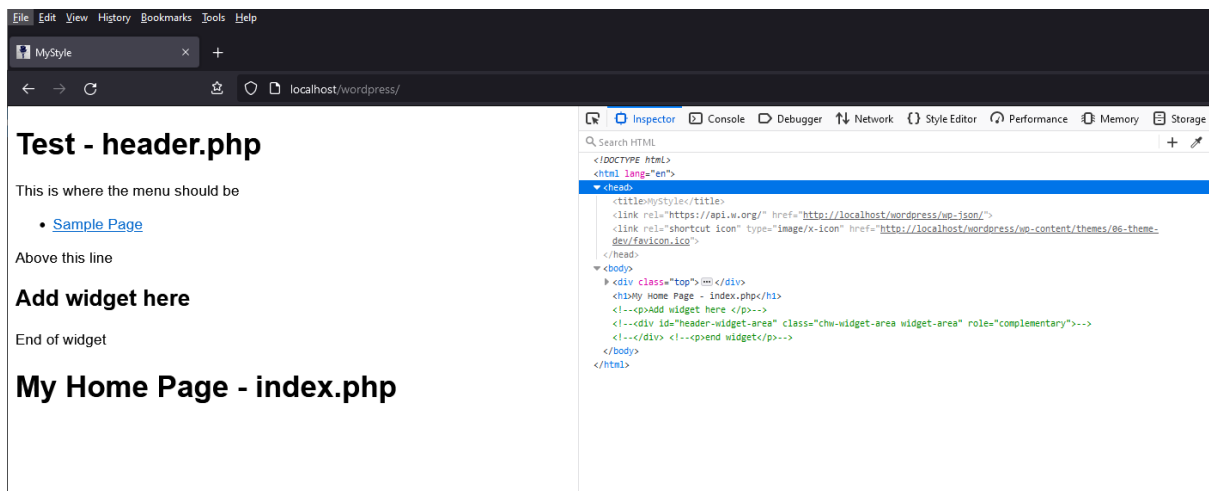 File Edit View History Bookmarks Tools Help
MyStyle
localhost/wordpress/
Test - header.php
This is where the menu should be
Sample Page
Above this line
Add widget here
End of widget
My Home Page - index.php
Inspector Console Debugger Network Style Editor Performance Memory Storage
Search HTML
<!DOCTYPE html>
<html lang="en">
<head>
<title>MyStyle</title>
<link rel="https://api.w.org/" href="http://localhost/wordpress/wp-json/">
<link rel="shortcut icon" type="image/x-icon" href="http://localhost/wordpress/wp-content/themes/06-theme-
dev/favicon.ico">
</head>
<body>
<div class="top"></div>
<h1>My Home Page - index.php</h1>
<!--<p>Add widget here </p>-->
<!--<div id="header-widget-area" class="chw-widget-area widget-area" role="complementary">-->
<!--</div> <!--<p>end widget</p>-->
</body>
</html>